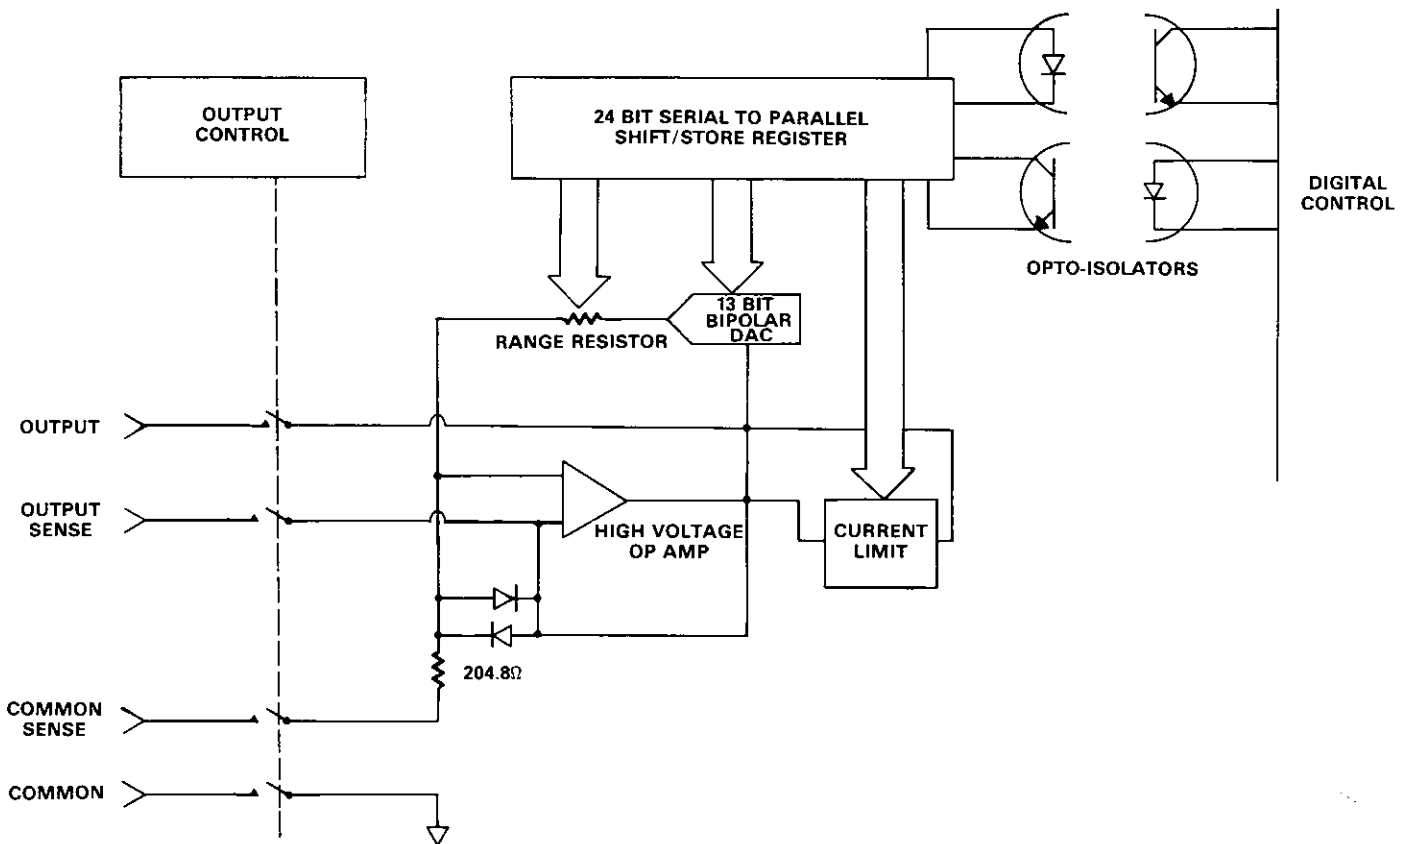 OUTPUT
CONTROL
24 BIT SERIAL TO PARALLEL
SHIFT/STORE REGISTER
DIGITAL
CONTROL
OPTO-ISOLATORS
13 BIT
BIPOLAR
DAC
RANGE RESISTOR
OUTPUT
OUTPUT
SENSE
HIGH VOLTAGE
OP AMP
CURRENT
LIMIT
204.8Ω
COMMON
SENSE
COMMON